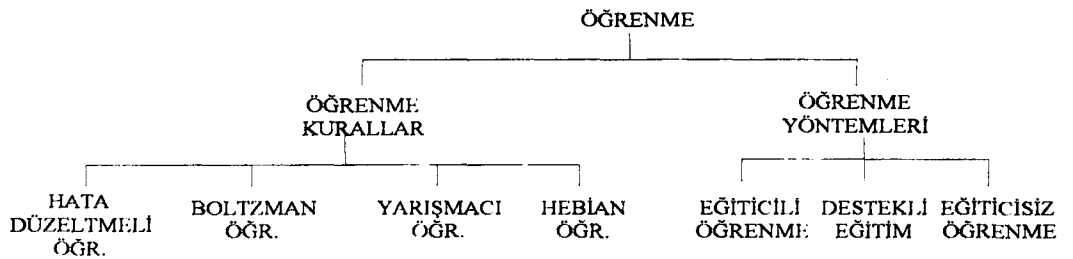 ÖĞRENME
ÖĞRENME
KURALLAR
ÖĞRENME
YÖNTEMLERİ
HATA
DÜZELTMELİ
ÖĞR.
BOLTZMAN
ÖĞR.
YARIŞMACI
ÖĞR.
HEBİAN
ÖĞR.
EĞİTİCİLİ
ÖĞRENME
DESTEKLİ
EĞİTİM
EĞİTİCİSİZ
ÖĞRENME